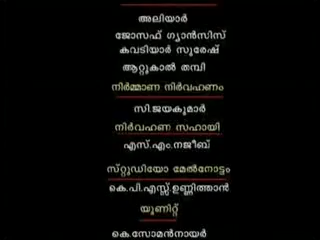 അലിയാർ
ജോസഫ് ഗ്യാൻസിസ്
കവടിയാർ സുരേഷ്
ആറ്റുകാൽ തമ്പി
നിർമ്മാണ നിർവഹണം
സി.ജയകുമാർ
നിർവഹണ സഹായി
എസ്.എം.നജീബ്
സ്റ്റുഡിയോ മേൽനോട്ടം
കെ.പി.എസ്സ്.ഉണ്ണിത്താൻ
യൂണിറ്റ്
കെ.സോമൻനായർ